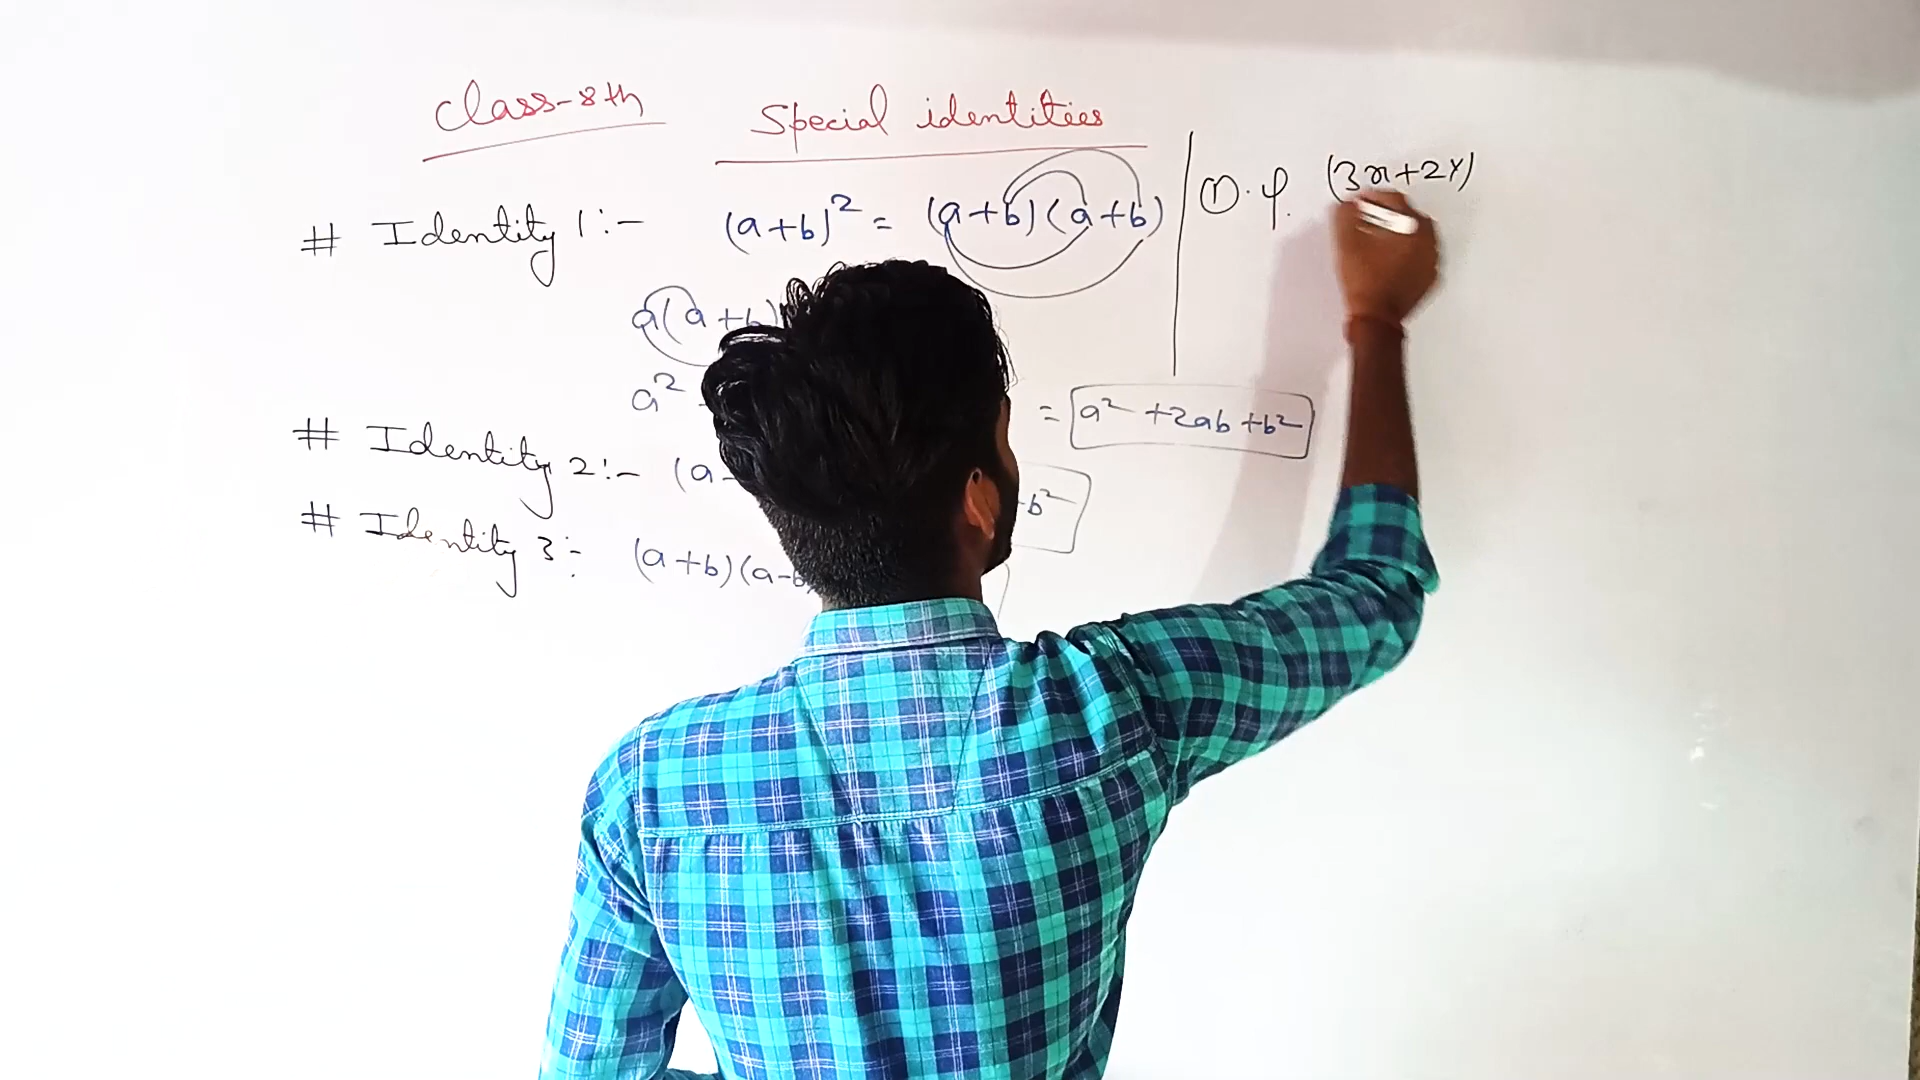 Class-8th Special identities
# Identity 1:- (a+b)² = (a+b)(a+b)
①. φ. (3x+2y)
a(a+b)
a²
= a² +2ab +b²
# Identity 2:- (a- -b²
# Identity 3:- (a+b)(a-b